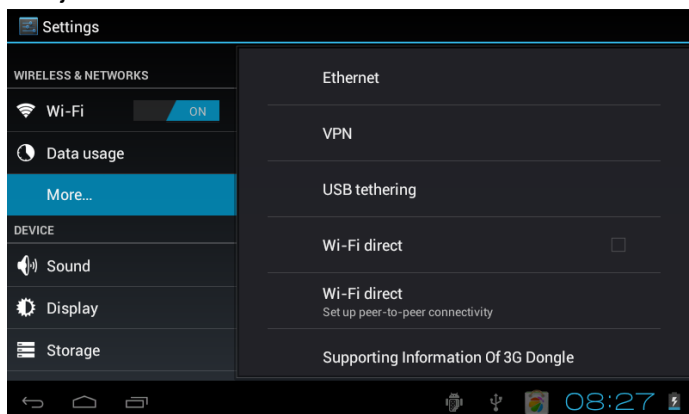 Settings
WIRELESS & NETWORKS
Wi-Fi
ON
Data usage
More...
DEVICE
Sound
Display
Storage
Ethernet
VPN
USB tethering
Wi-Fi direct
Wi-Fi direct
Set up peer-to-peer connectivity
Supporting Information Of 3G Dongle
08:27